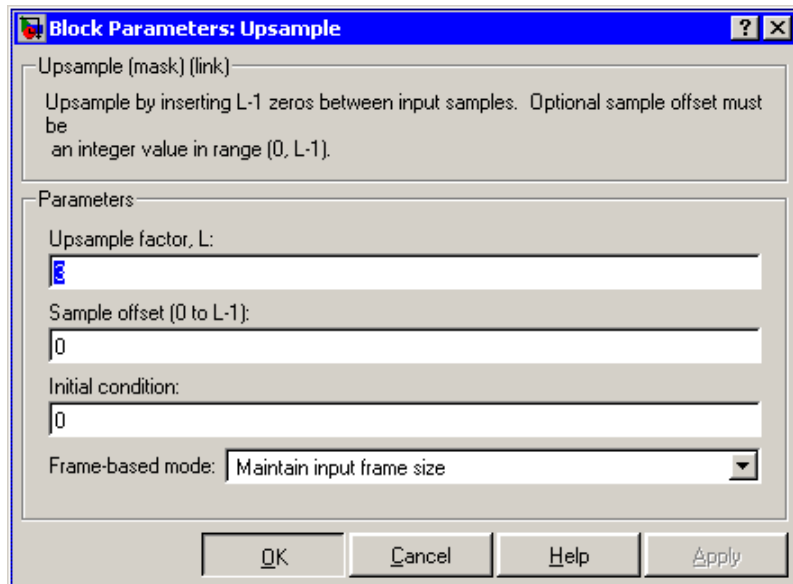 Block Parameters: Upsample
Upsample (mask) (link)
Upsample by inserting L-1 zeros between input samples. Optional sample offset must
be
an integer value in range (0, L-1).
Parameters
Upsample factor, L:
3
Sample offset (0 to L-1):
0
Initial condition:
0
Frame-based mode: Maintain input frame size
OK Cancel Help Apply